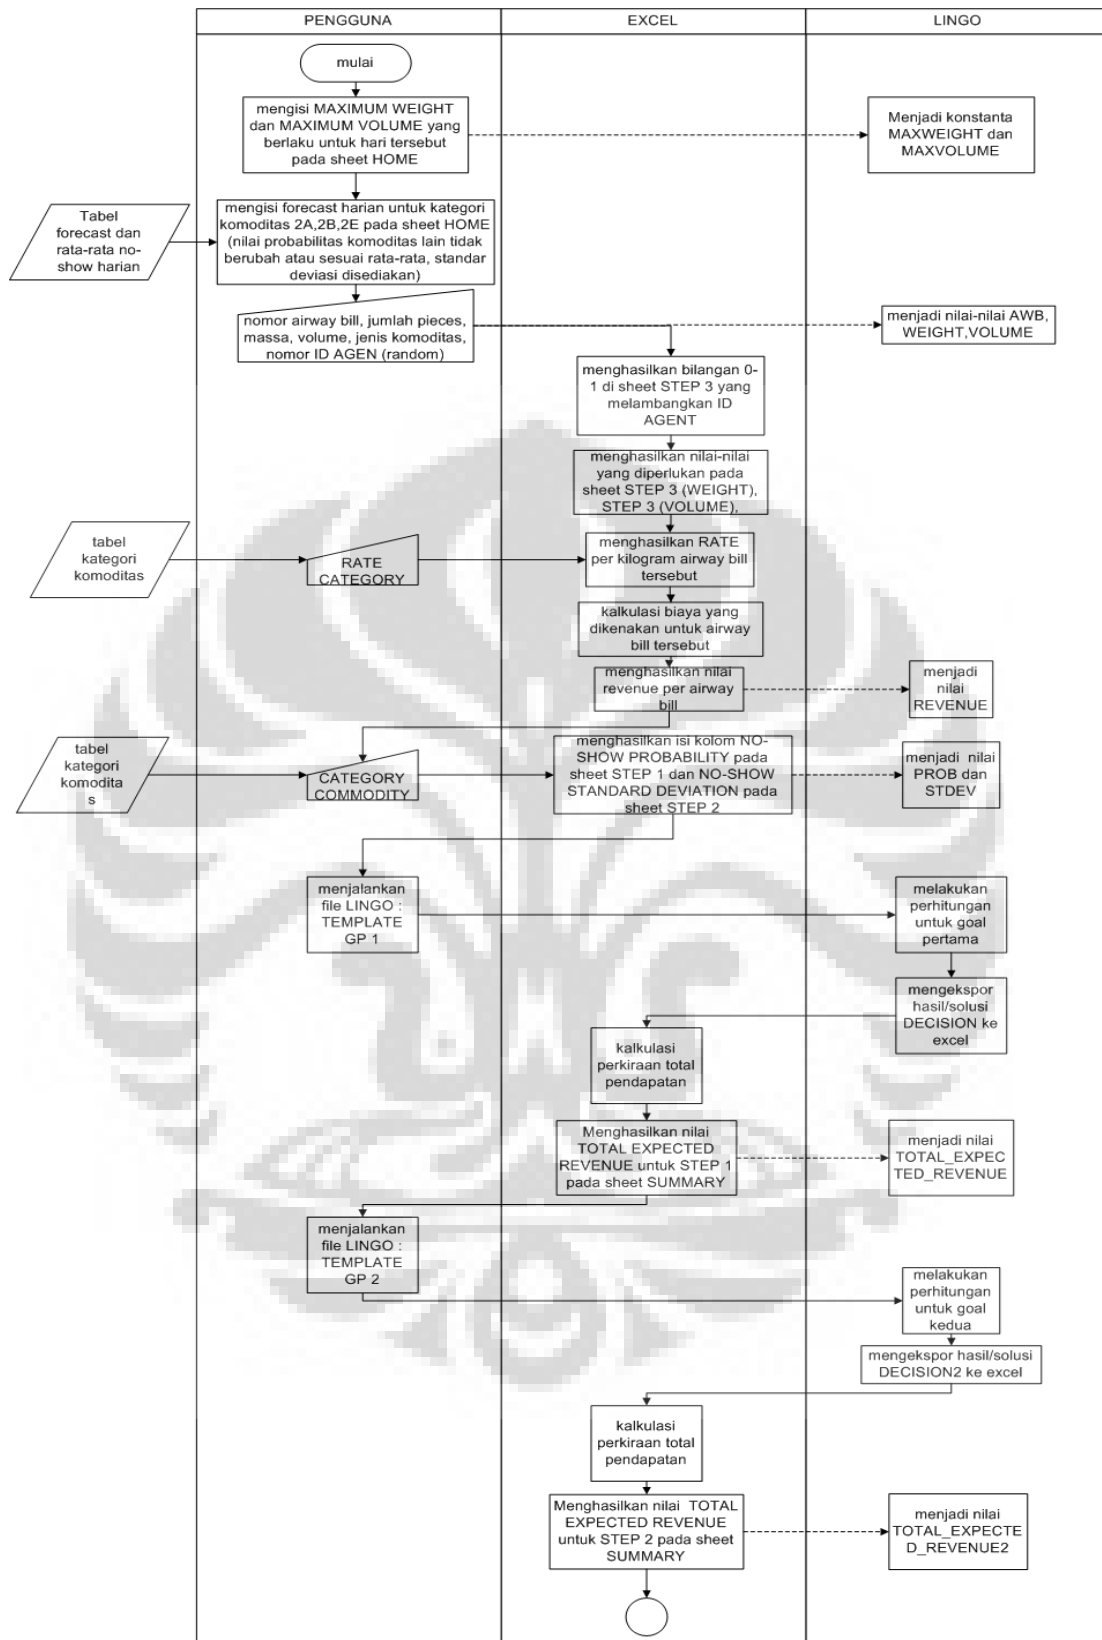 PENGGUNA
EXCEL
LINGO
mulai
mengisi MAXIMUM WEIGHT
dan MAXIMUM VOLUME yang
berlaku untuk hari tersebut
pada sheet HOME
Menjadi konstanta
MAXWEIGHT dan
MAXVOLUME
Tabel
forecast dan
rata-rata no-
show harian
mengisi forecast harian untuk kategori
komoditas 2A,2B,2E pada sheet HOME
(nilai probabilitas komoditas lain tidak
berubah atau sesuai rata-rata, standar
deviasi disediakan)
nomor airway bill, jumlah pieces,
massa, volume, jenis komoditas,
nomor ID AGEN (random)
menjadi nilai-nilai AWB,
WEIGHT,VOLUME
menghasilkan bilangan 0-
1 di sheet STEP 3 yang
melambangkan ID
AGENT
menghasilkan nilai-nilai
yang diperlukan pada
sheet STEP 3 (WEIGHT),
STEP 3 (VOLUME),
tabel
kategori
komoditas
RATE
CATEGORY
menghasilkan RATE
per kilogram airway bill
tersebut
kalkulasi biaya yang
dikenakan untuk airway
bill tersebut
menghasilkan nilai
revenue per airway
bill
menjadi
nilai
REVENUE
tabel
kategori
komodita
s
CATEGORY
COMMODITY
menghasilkan isi kolom NO-
SHOW PROBABILITY pada
sheet STEP 1 dan NO-SHOW
STANDARD DEVIATION pada
sheet STEP 2
menjadi nilai
PROB dan
STDEV
menjalankan
file LINGO :
TEMPLATE
GP 1
melakukan
perhitungan
untuk goal
pertama
mengekspor
hasil/solusi
DECISION ke
excel
kalkulasi
perkiraan total
pendapatan
Menghasilkan nilai
TOTAL EXPECTED
REVENUE untuk STEP 1
pada sheet SUMMARY
menjadi nilai
TOTAL_EXPEC
TED_REVENUE
menjalankan
file LINGO :
TEMPLATE
GP 2
melakukan
perhitungan
untuk goal
kedua
mengekspor hasil/solusi
DECISION2 ke excel
kalkulasi
perkiraan total
pendapatan
Menghasilkan nilai TOTAL
EXPECTED REVENUE
untuk STEP 2 pada sheet
SUMMARY
menjadi nilai
TOTAL_EXPECTE
D_REVENUE2